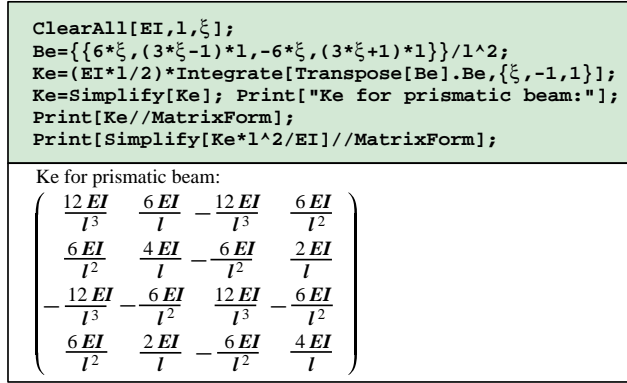 ClearAll[EI,l,ξ];
Be={{6*ξ,(3*ξ-1)*l,-6*ξ,(3*ξ+1)*l}}/l^2;
Ke=(EI*l/2)*Integrate[Transpose[Be].Be,{ξ,-1,1}];
Ke=Simplify[Ke]; Print["Ke for prismatic beam:"];
Print[Ke//MatrixForm];
Print[Simplify[Ke*l^2/EI]//MatrixForm];
Ke for prismatic beam:
12 EI/l^3 6 EI/l −12 EI/l^3 6 EI/l^2
6 EI/l^2 4 EI/l −6 EI/l^2 2 EI/l
−12 EI/l^3 −6 EI/l^2 12 EI/l^3 −6 EI/l^2
6 EI/l^2 2 EI/l −6 EI/l^2 4 EI/l